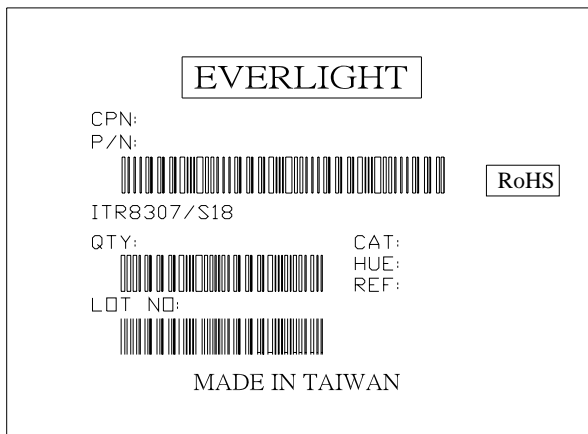 EVERLIGHT
CPN:
P/N:
RoHS
ITR8307/S18
QTY:
CAT:
HUE:
REF:
LOT NO:
MADE IN TAIWAN